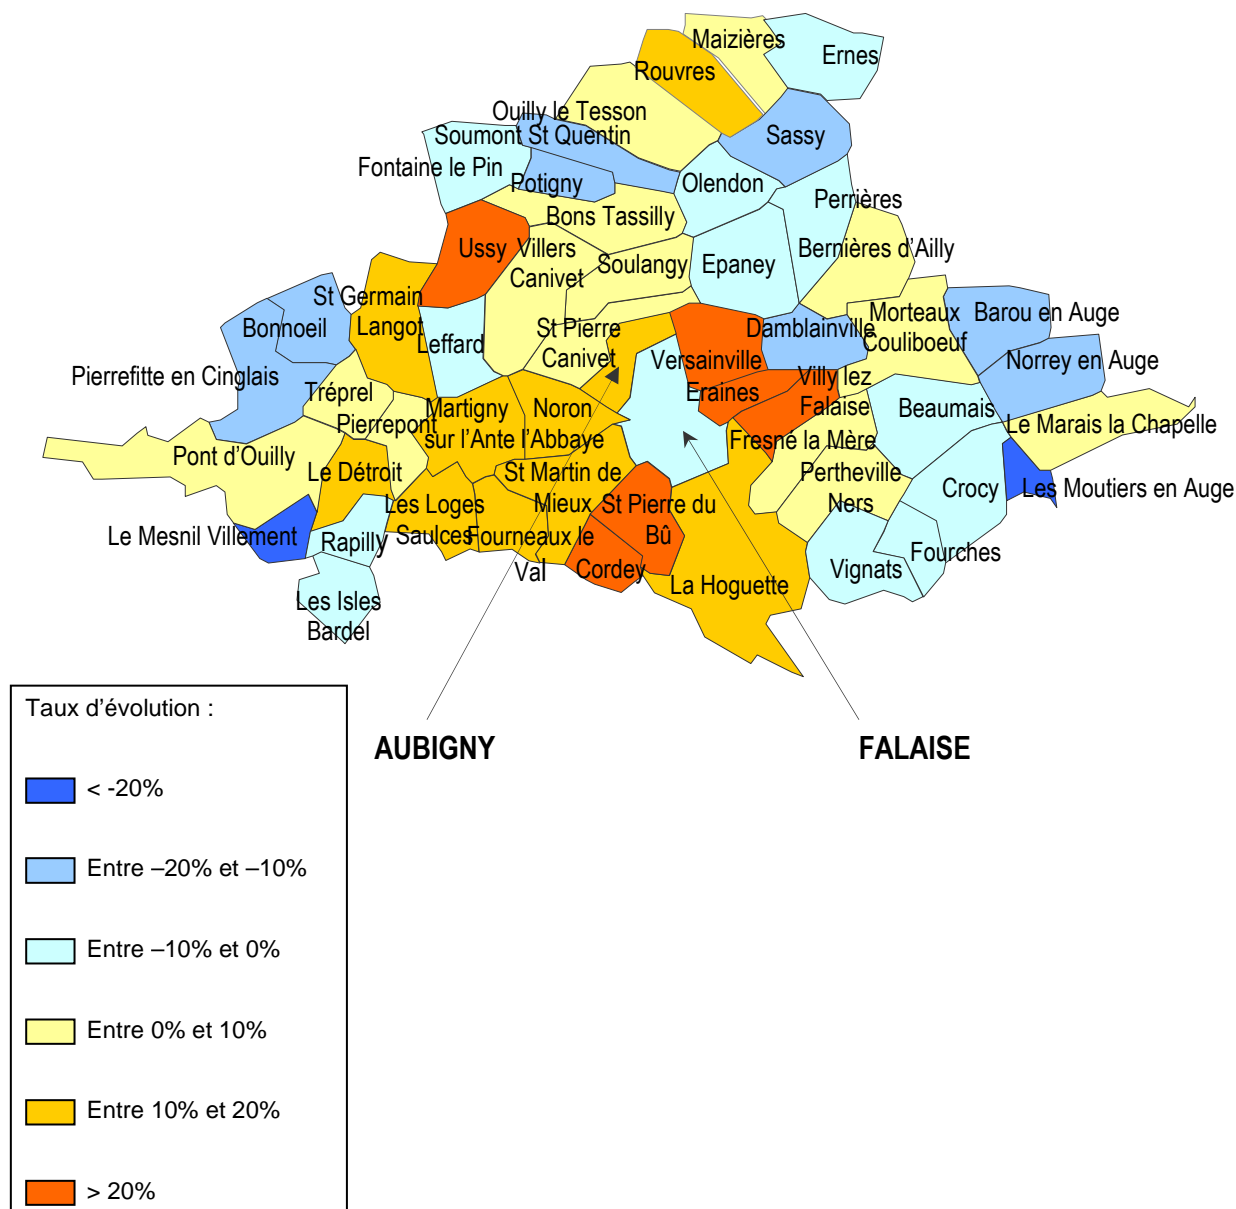 Maizières
Ernes
Rouvres
Ouilly le Tesson
Soumont St Quentin
Sassy
Fontaine le Pin
Potigny
Olendon
Perrières
Bons Tassilly
Ussy
Villers
Canivet
Soulangy
Epaney
Bernières d’Ailly
St Germain
Langot
Bonnoeil
Leffard
St Pierre
Canivet
Versainville
Damblainville
Morteaux
Couliboeuf
Barou en Auge
Norrey en Auge
Pierrefitte en Cinglais
Tréprel
Pierrepont
Martigny
sur l’Ante
Noron
l’Abbaye
Eraines
Villy lez
Falaise
Beaumais
Le Marais la Chapelle
Fresné la Mère
Pont d’Ouilly
Le Détroit
St Martin de
Mieux
Pertheville
Ners
Crocy
Les Moutiers en Auge
Les Loges
Saulces
St Pierre du
Bû
Le Mesnil Villement
Rapilly
Fourneaux le
Val
Cordey
La Hoguette
Vignats
Fourches
Les Isles
Bardel
AUBIGNY
FALAISE
Taux d’évolution :
< -20%
Entre –20% et –10%
Entre –10% et 0%
Entre 0% et 10%
Entre 10% et 20%
> 20%